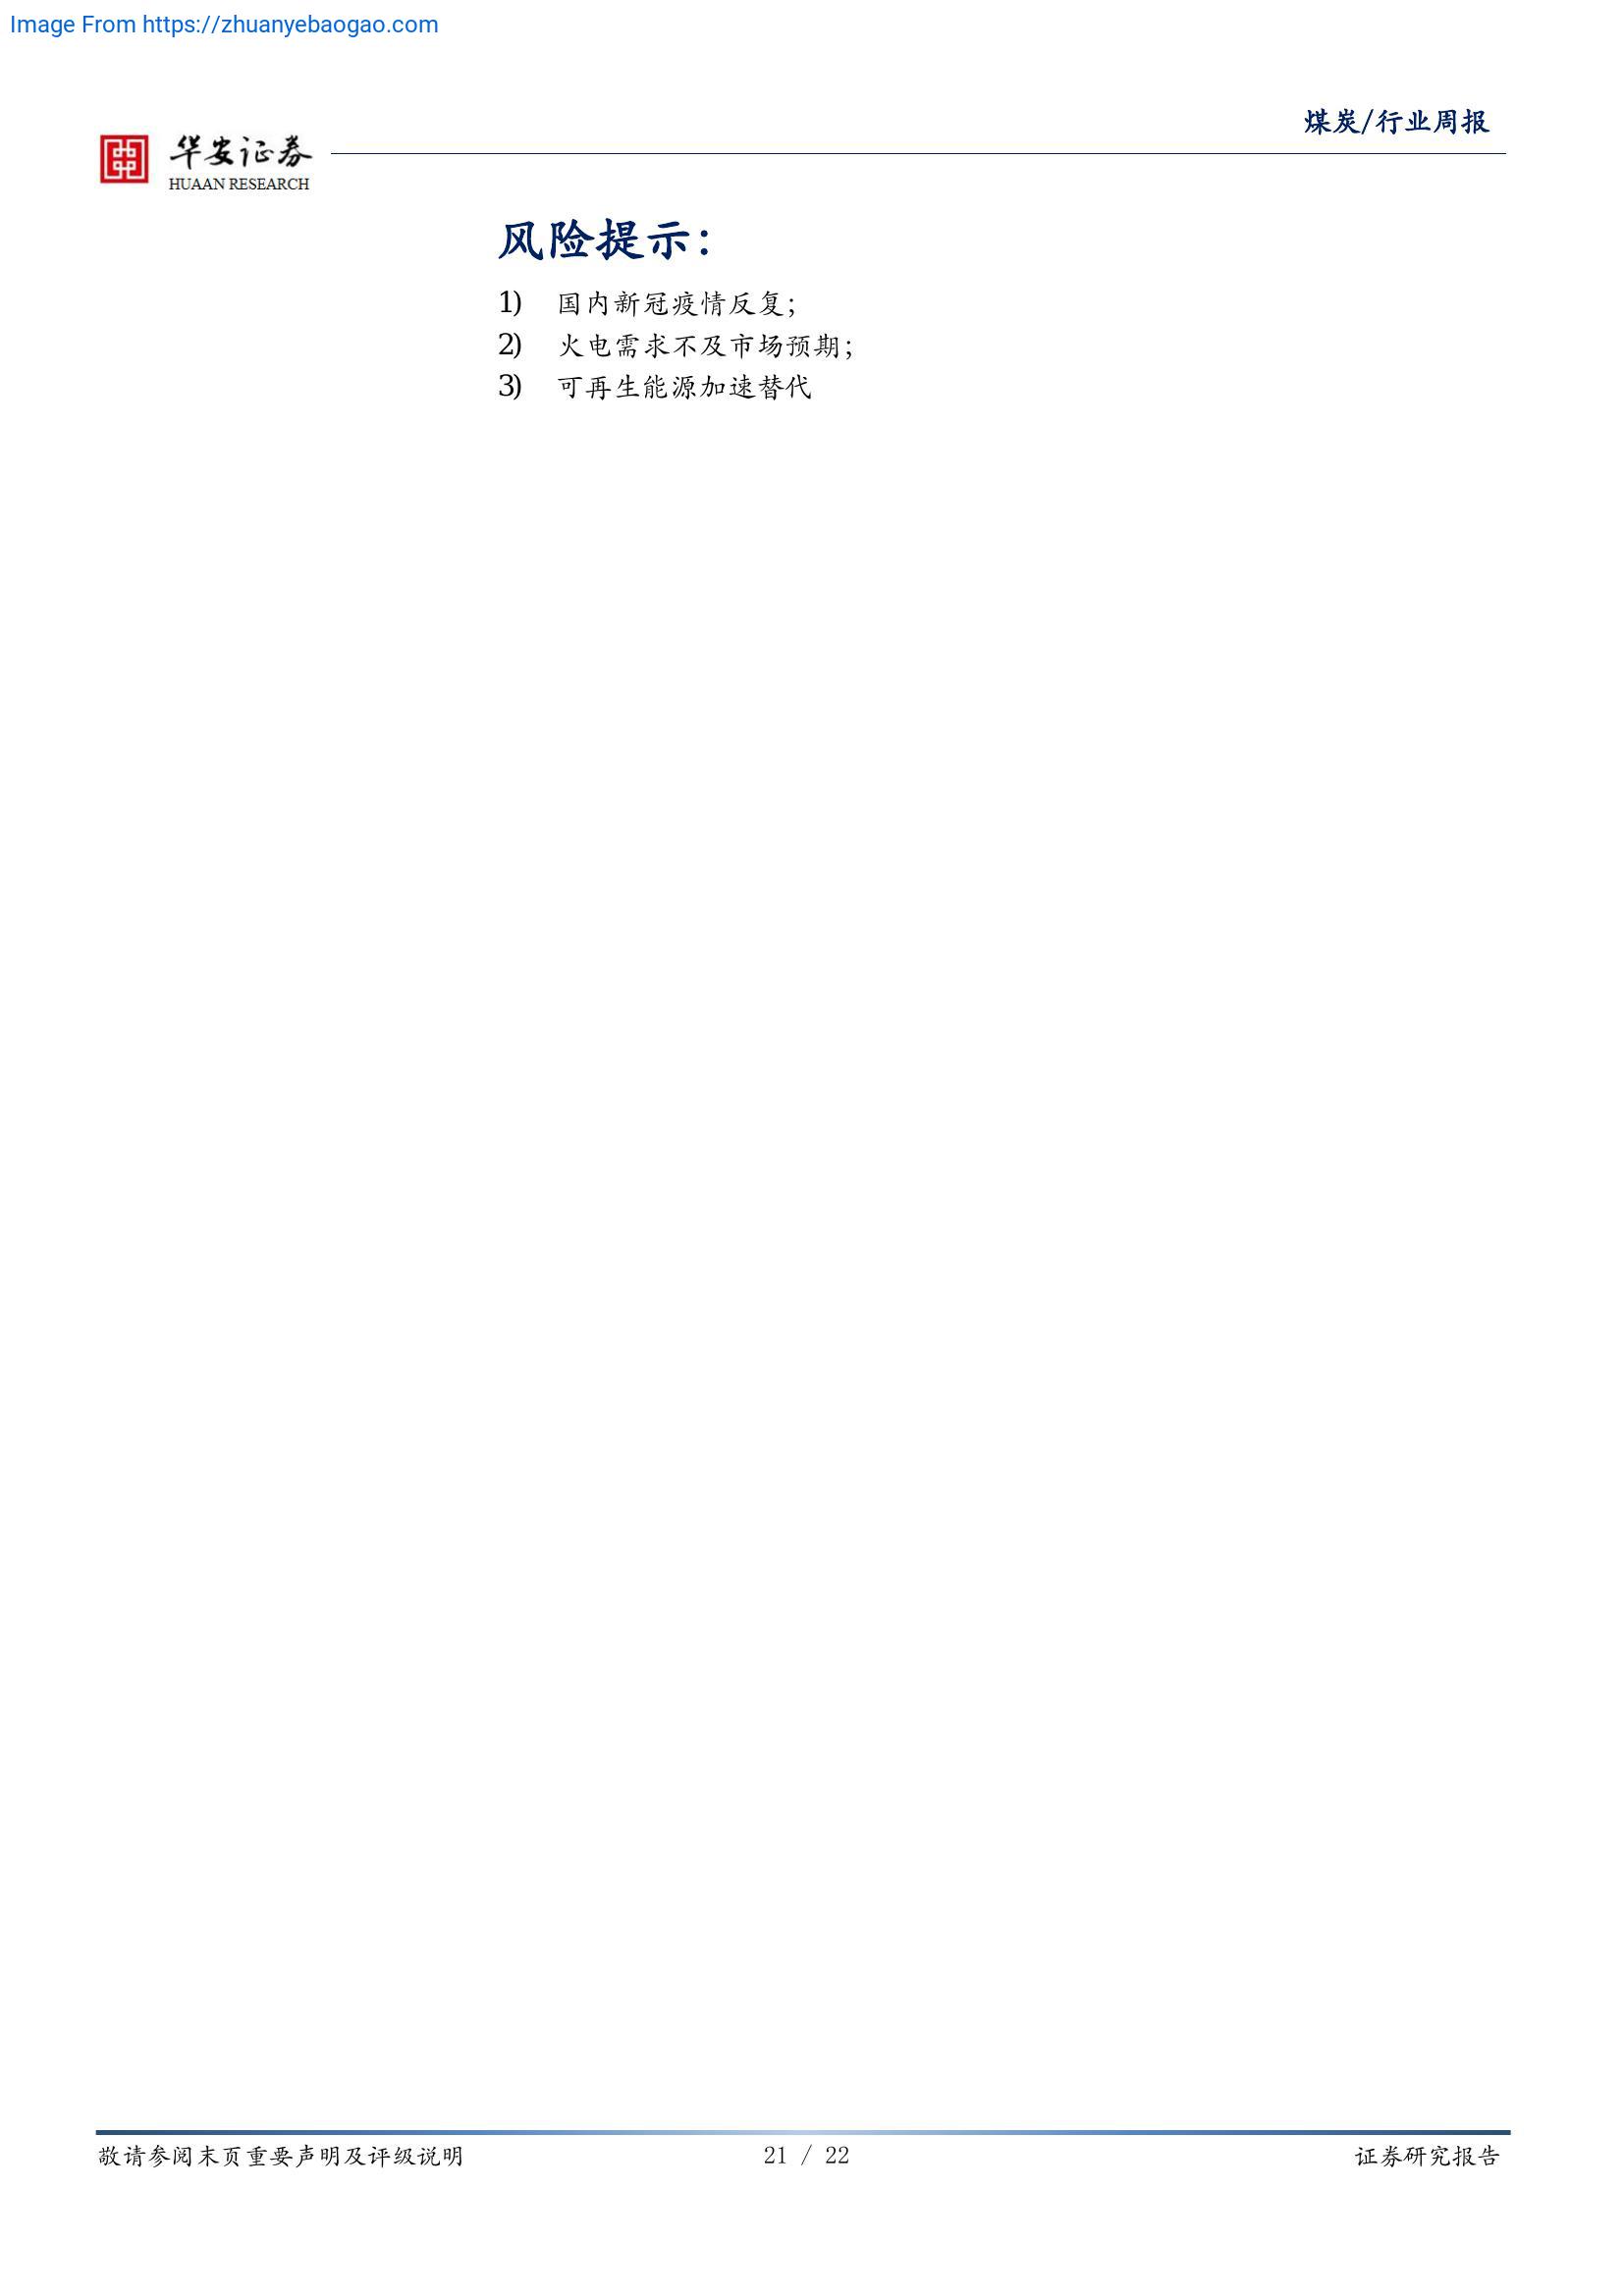 Image From https://zhuanyebaogao.com
煤炭/行业周报
华安证券
HUAAN RESEARCH
风险提示：
1) 国内新冠疫情反复；
2) 火电需求不及市场预期；
3) 可再生能源加速替代
敬请参阅末页重要声明及评级说明 21 / 22 证券研究报告